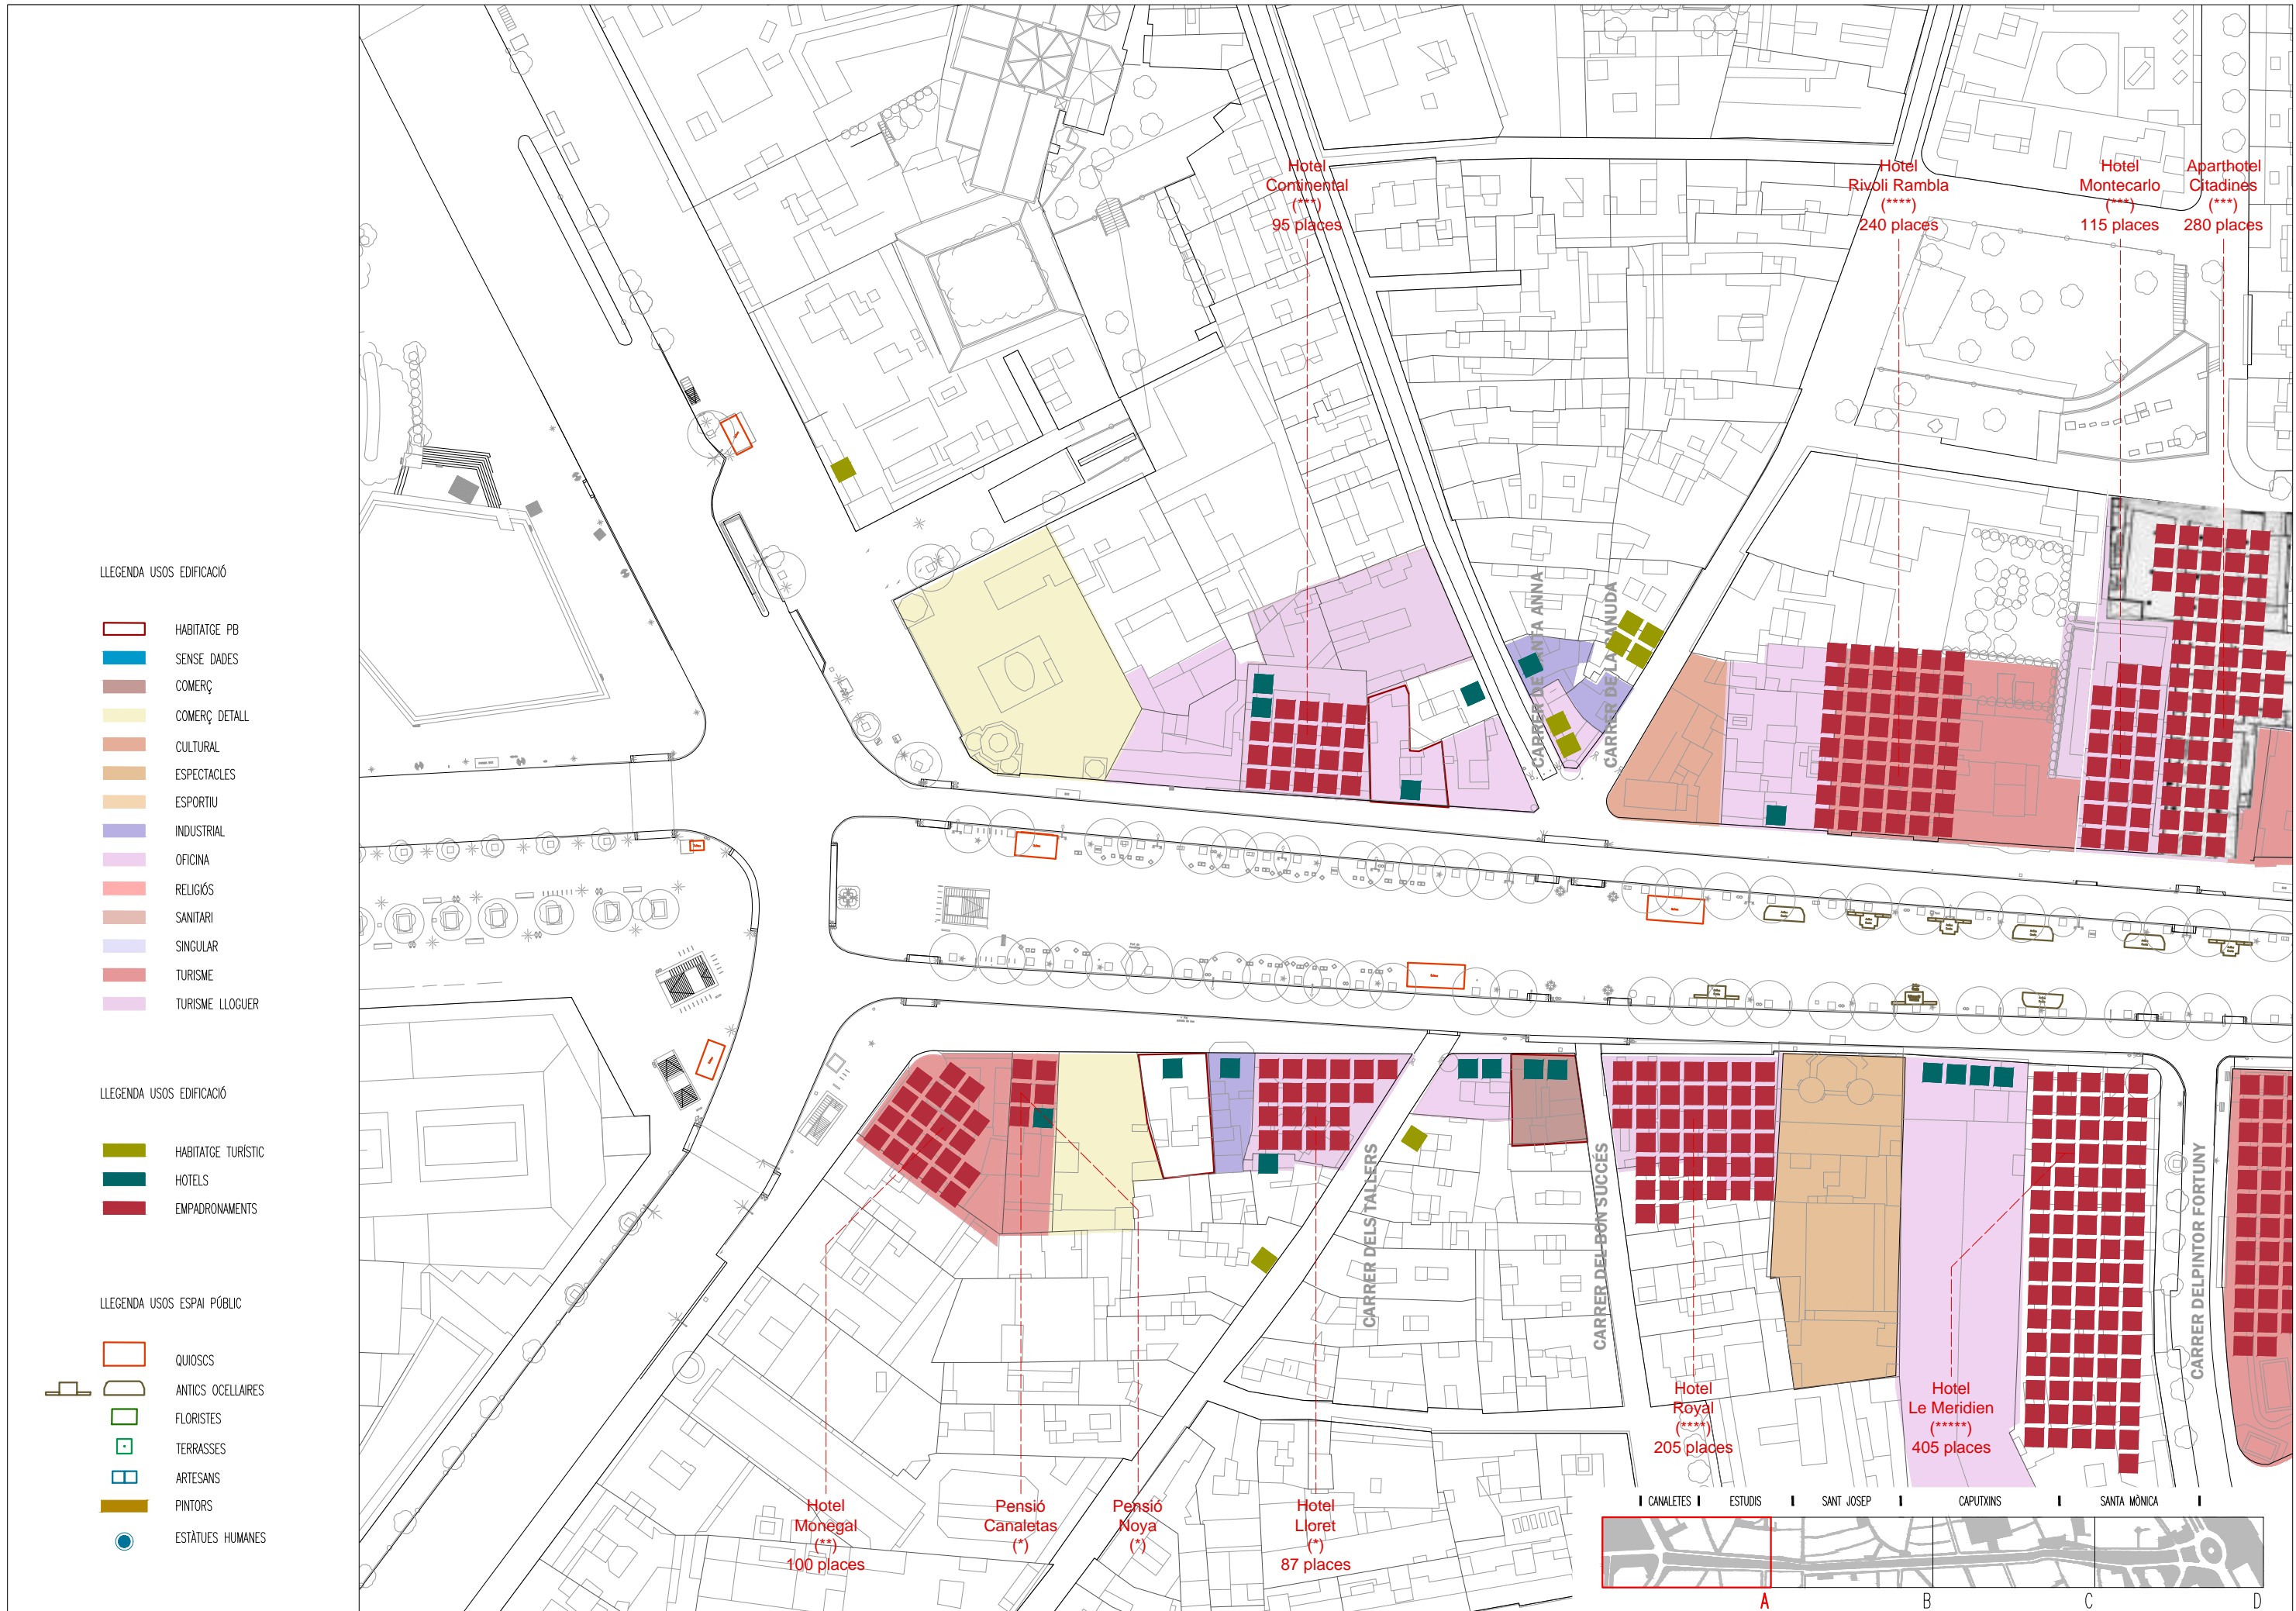 LLEGENDA USOS EDIFICACIÓ
HABITATGE PB
SENSE DADES
COMERÇ
COMERÇ DETALL
CULTURAL
ESPECTACLES
ESPORTIU
INDUSTRIAL
OFICINA
RELIGIÓS
SANITARI
SINGULAR
TURISME
TURISME LLOGUER
LLEGENDA USOS EDIFICACIÓ
HABITATGE TURÍSTIC
HOTELS
EMPADRONAMENTS
LLEGENDA USOS ESPAI PÚBLIC
QUIOSCS
ANTICS OCELLAIRES
FLORISTES
TERRASSES
ARTESANS
PINTORS
ESTÀTUES HUMANES
Hotel
Continental
(***)
95 places
Hotel
Rivoli Rambla
(****)
240 places
Hotel
Montecarlo
(***)
115 places
Aparthotel
Citadines
(***)
280 places
CARRER DE SANTA ANNA
CARRER DE LA CANUDA
CARRER DELS TALLERS
CARRER DEL BON SUCCÉS
CARRER DELPINTOR FORTUNY
Hotel
Monegal
(**)
100 places
Pensió
Canaletas
(*)
Pensió
Noya
(*)
Hotel
Lloret
(*)
87 places
Hotel
Royal
(****)
205 places
Hotel
Le Meridien
(*****)
405 places
CANALETES
ESTUDIS
SANT JOSEP
CAPUTXINS
SANTA MÒNICA
A
B
C
D